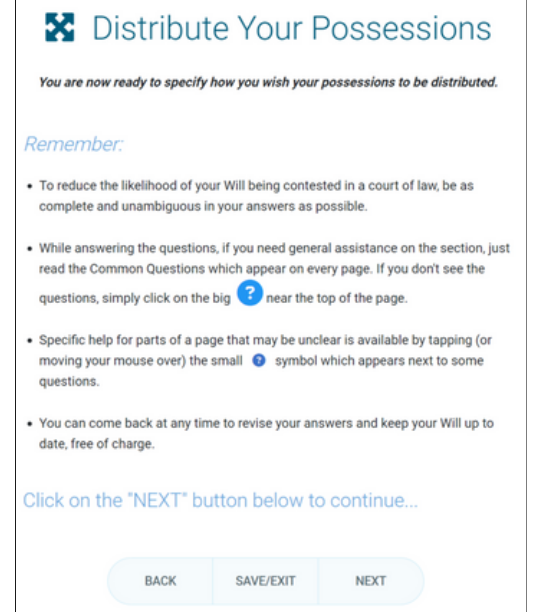 Distribute Your Possessions
You are now ready to specify how you wish your possessions to be distributed.
Remember:
• To reduce the likelihood of your Will being contested in a court of law, be as
complete and unambiguous in your answers as possible.
• While answering the questions, if you need general assistance on the section, just
read the Common Questions which appear on every page. If you don't see the
questions, simply click on the big ? near the top of the page.
• Specific help for parts of a page that may be unclear is available by tapping (or
moving your mouse over) the small ? symbol which appears next to some
questions.
• You can come back at any time to revise your answers and keep your Will up to
date, free of charge.
Click on the "NEXT" button below to continue...
BACK SAVE/EXIT NEXT